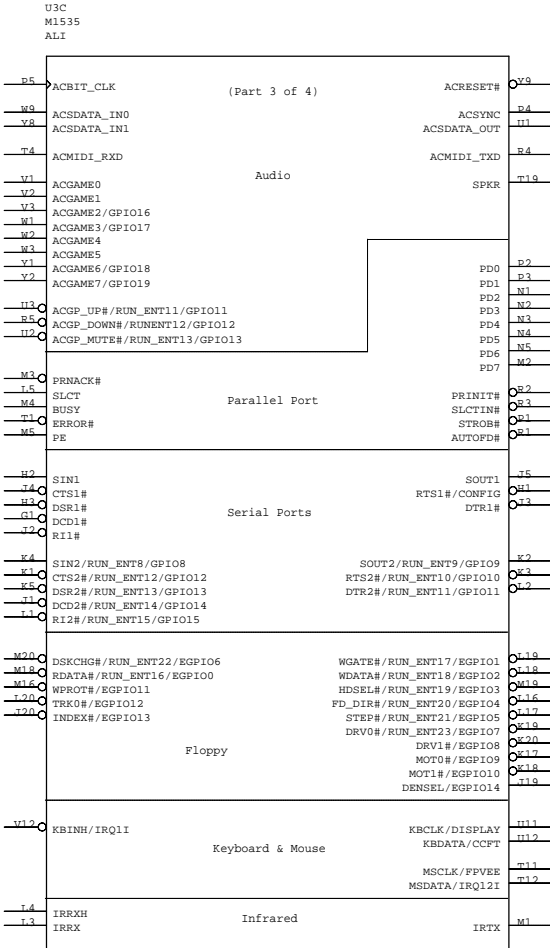 U3C
M1535
ALI
P5 ACBIT_CLK (Part 3 of 4) ACRESET# Y9
W9 ACSDATA_IN0 ACSYNC P4
Y8 ACSDATA_IN1 ACSDATA_OUT U1
T4 ACMIDI_RXD ACMIDI_TXD R4
Audio
V1 ACGAME0 SPKR T19
V2 ACGAME1
V3 ACGAME2/GPIO16
W1 ACGAME3/GPIO17
W2 ACGAME4
W3 ACGAME5
Y1 ACGAME6/GPIO18 PD0 P2
Y2 ACGAME7/GPIO19 PD1 P3
PD2 N1
U3 ACGP_UP#/RUN_ENT11/GPIO11 PD3 N2
R5 ACGP_DOWN#/RUNENT12/GPIO12 PD4 N3
U2 ACGP_MUTE#/RUN_ENT13/GPIO13 PD5 N4
PD6 N5
PD7 M2
M3 PRNACK#
L5 SLCT PRINIT# R2
M4 BUSY Parallel Port SLCTIN# R3
T1 ERROR# STROB# P1
M5 PE AUTOFD# R1
H2 SIN1 SOUT1 J5
J4 CTS1# RTS1#/CONFIG H1
H3 DSR1# Serial Ports DTR1# J3
G1 DCD1#
J2 RI1#
K4 SIN2/RUN_ENT8/GPIO8 SOUT2/RUN_ENT9/GPIO9 K2
K1 CTS2#/RUN_ENT12/GPIO12 RTS2#/RUN_ENT10/GPIO10 K3
K5 DSR2#/RUN_ENT13/GPIO13 DTR2#/RUN_ENT11/GPIO11 L2
J1 DCD2#/RUN_ENT14/GPIO14
L1 RI2#/RUN_ENT15/GPIO15
M20 DSKCHG#/RUN_ENT22/EGPIO6 WGATE#/RUN_ENT17/EGPIO1 L19
M18 RDATA#/RUN_ENT16/EGPIO0 WDATA#/RUN_ENT18/EGPIO2 L18
M16 WPROT#/EGPIO11 HDSEL#/RUN_ENT19/EGPIO3 M19
L20 TRK0#/EGPIO12 FD_DIR#/RUN_ENT20/EGPIO4 L16
J20 INDEX#/EGPIO13 STEP#/RUN_ENT21/EGPIO5 L17
DRV0#/RUN_ENT23/EGPIO7 K19
Floppy DRV1#/EGPIO8 K20
MOT0#/EGPIO9 K17
MOT1#/EGPIO10 K18
DENSEL/EGPIO14 J19
V12 KBINH/IRQ1I KBCLK/DISPLAY U11
Keyboard & Mouse KBDATA/CCFT U12
MSCLK/FPVEE T11
MSDATA/IRQ12I T12
L4 IRRXH Infrared
L3 IRRX IRTX M1